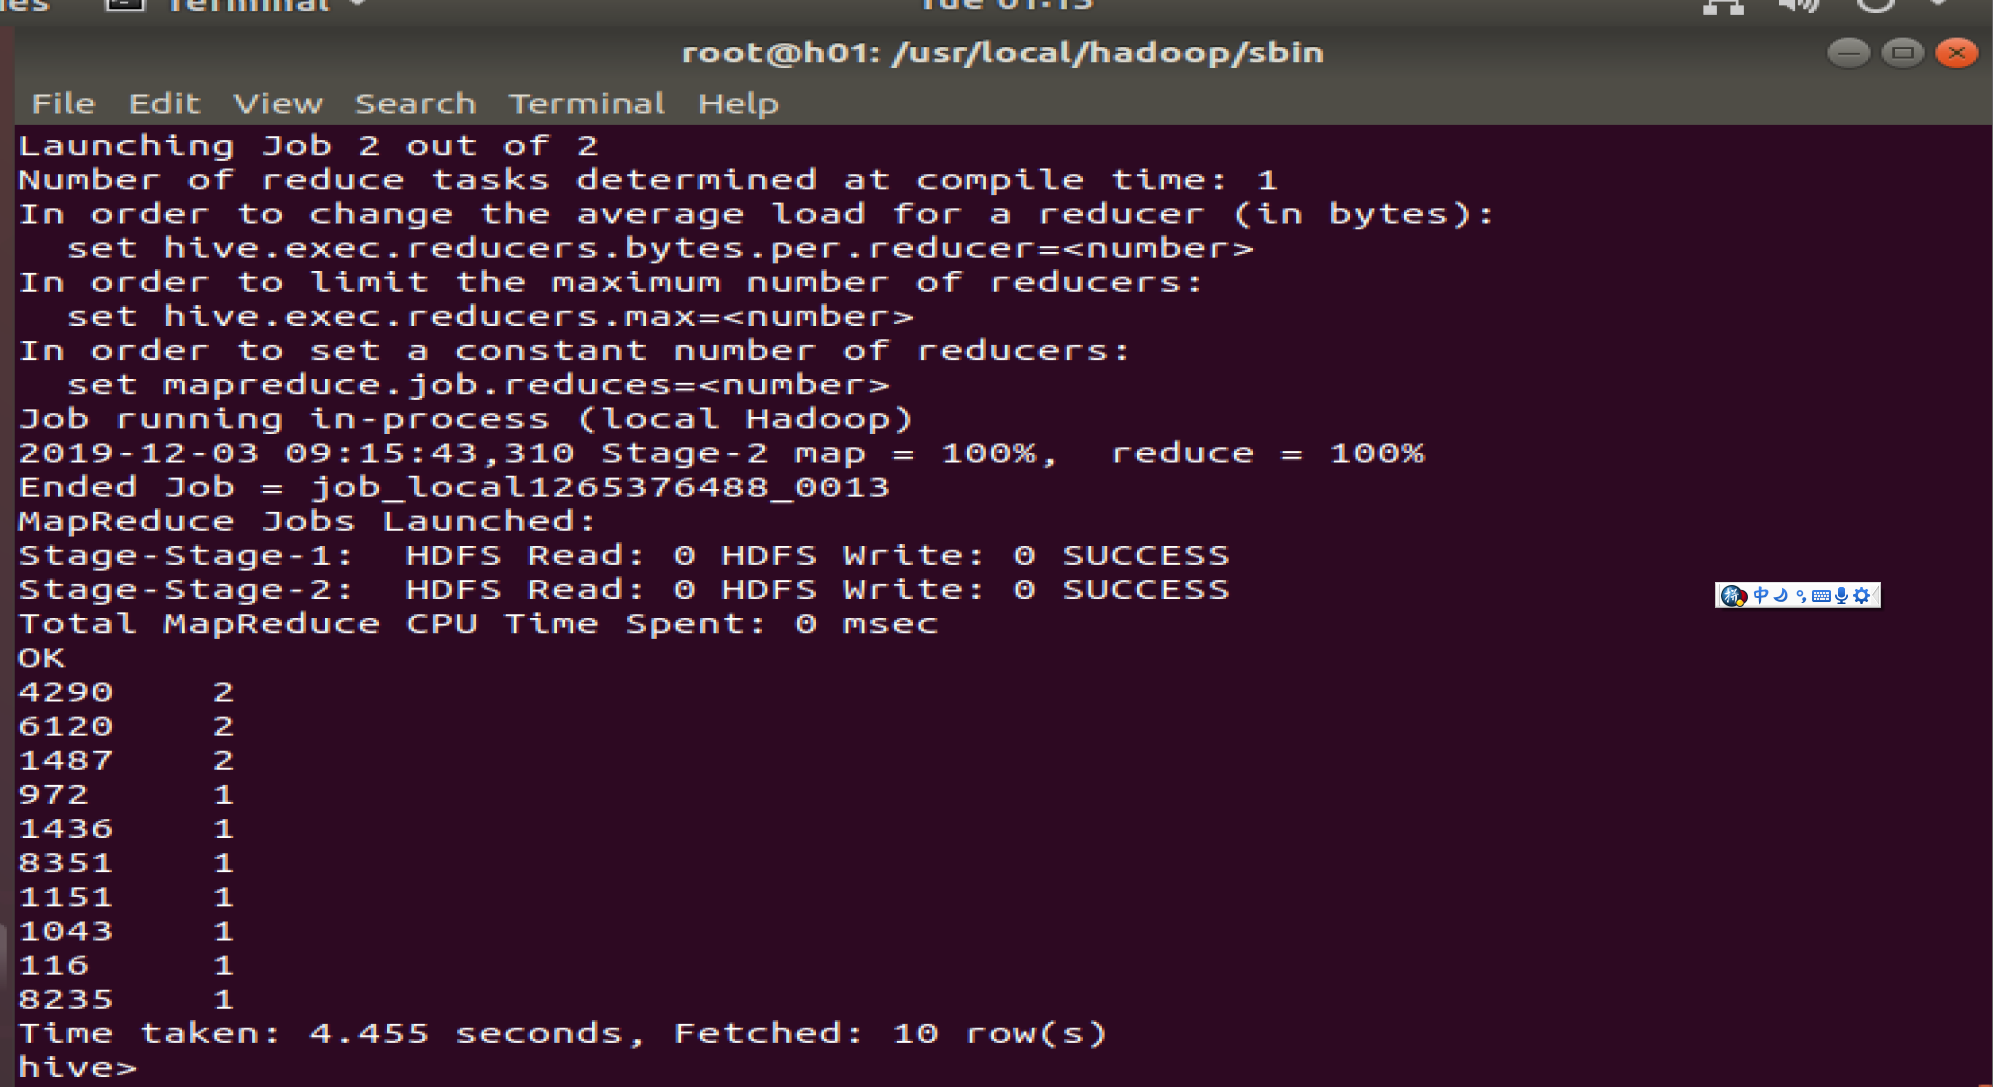 Terminal
root@h01: /usr/local/hadoop/sbin
File Edit View Search Terminal Help
Launching Job 2 out of 2
Number of reduce tasks determined at compile time: 1
In order to change the average load for a reducer (in bytes):
  set hive.exec.reducers.bytes.per.reducer=<number>
In order to limit the maximum number of reducers:
  set hive.exec.reducers.max=<number>
In order to set a constant number of reducers:
  set mapreduce.job.reduces=<number>
Job running in-process (local Hadoop)
2019-12-03 09:15:43,310 Stage-2 map = 100%,  reduce = 100%
Ended Job = job_local1265376488_0013
MapReduce Jobs Launched:
Stage-Stage-1:  HDFS Read: 0 HDFS Write: 0 SUCCESS
Stage-Stage-2:  HDFS Read: 0 HDFS Write: 0 SUCCESS
中
Total MapReduce CPU Time Spent: 0 msec
OK
4290	2
6120	2
1487	2
972	1
1436	1
8351	1
1151	1
1043	1
116	1
8235	1
Time taken: 4.455 seconds, Fetched: 10 row(s)
hive>